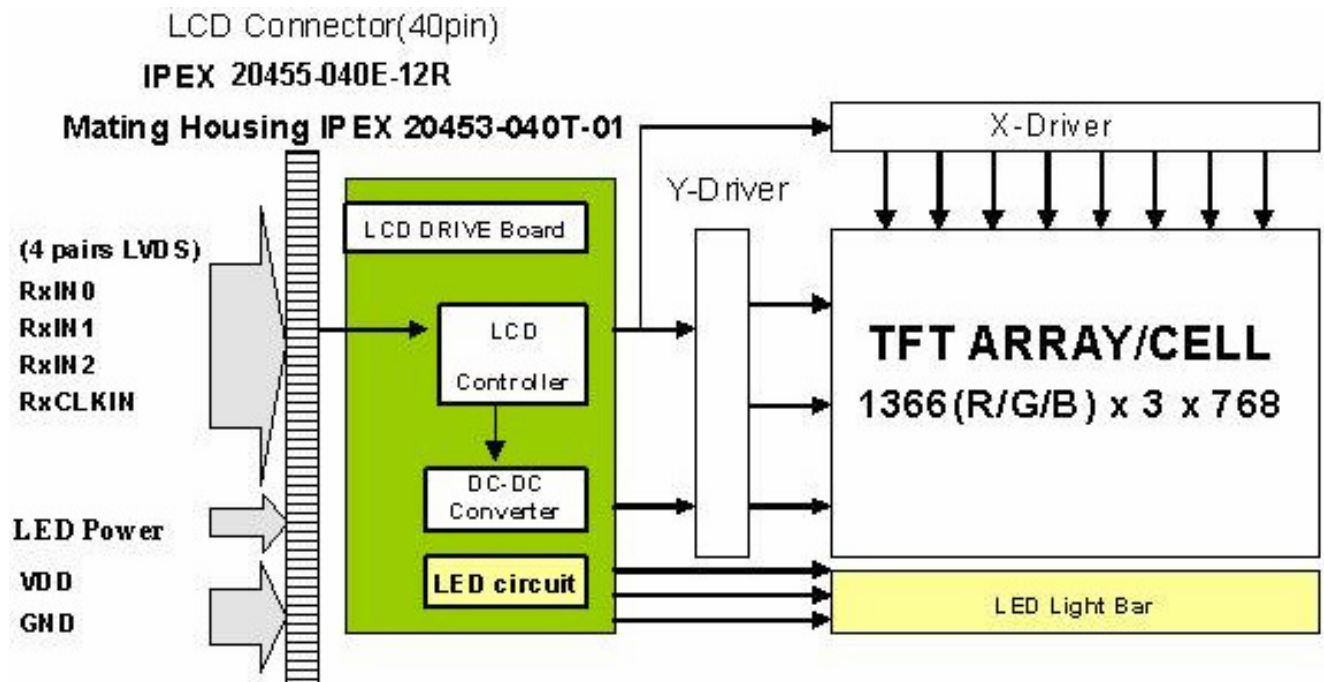 LCD Connector(40pin)
IPEX 20455-040E-12R
Mating Housing IPEX 20453-040T-01
X-Driver
Y-Driver
LCD DRIVE Board
(4 pairs LVDS)
RxIN0
RxIN1
RxIN2
RxCLKIN
LCD
Controller
TFT ARRAY/CELL
1366(R/G/B) x 3 x 768
DC-DC
Converter
LED Power
VDD
GND
LED circuit
LED Light Bar